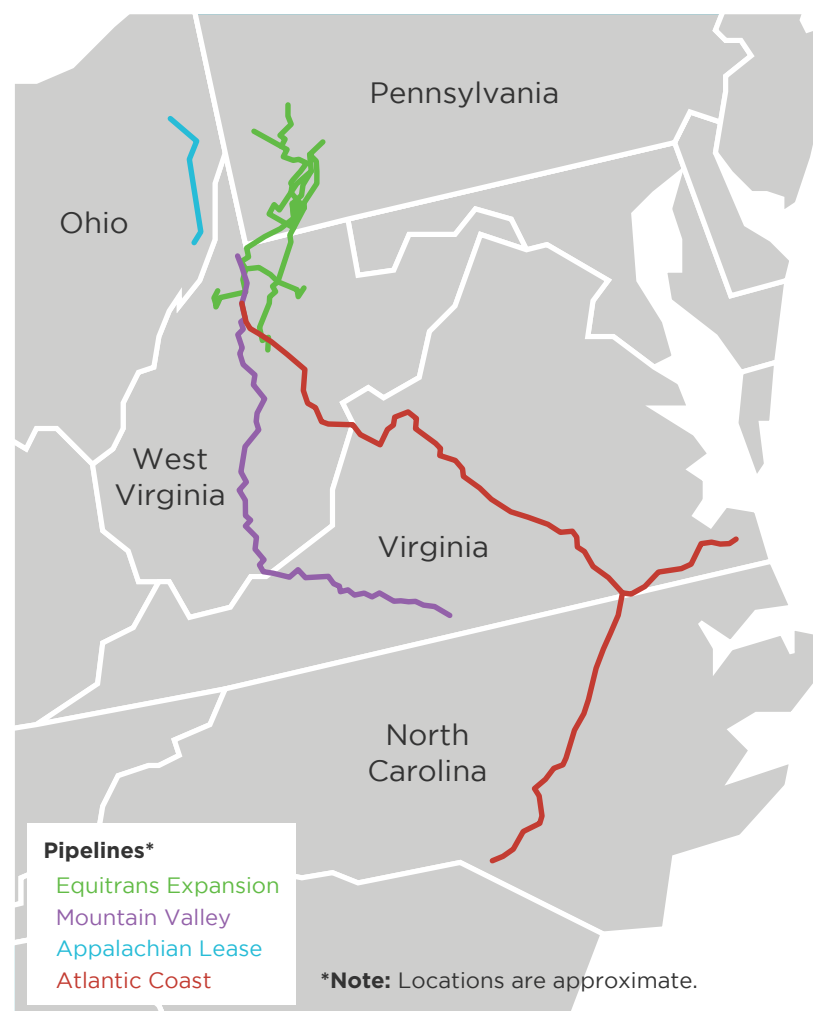 Pennsylvania
Ohio
West
Virginia
Virginia
North
Carolina
Pipelines*
Equitrans Expansion
Mountain Valley
Appalachian Lease
Atlantic Coast
*Note: Locations are approximate.